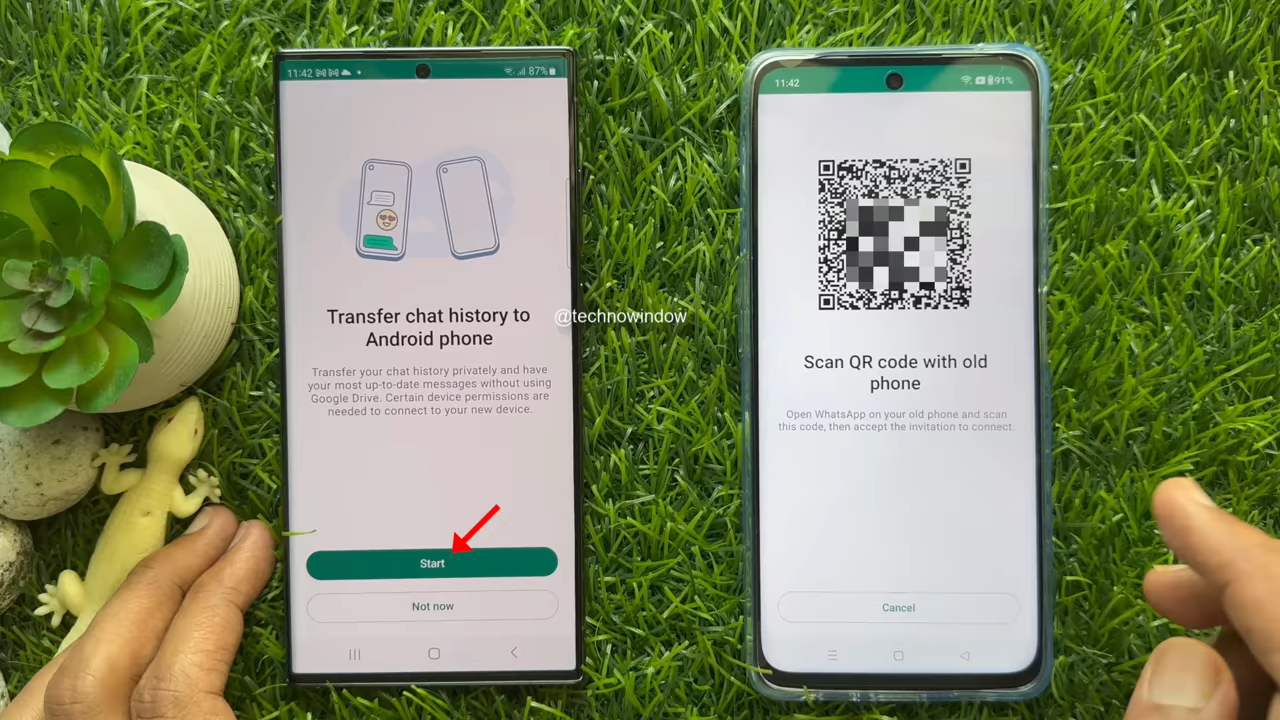 11:42
87%
Transfer chat history to
Android phone
Transfer your chat history privately and have
your most up-to-date messages without using
Google Drive. Certain device permissions are
needed to connect to your new device.
Start
Not now
@technowindow
11:42
91%
Scan QR code with old
phone
Open WhatsApp on your old phone and scan
this code, then accept the invitation to connect.
Cancel